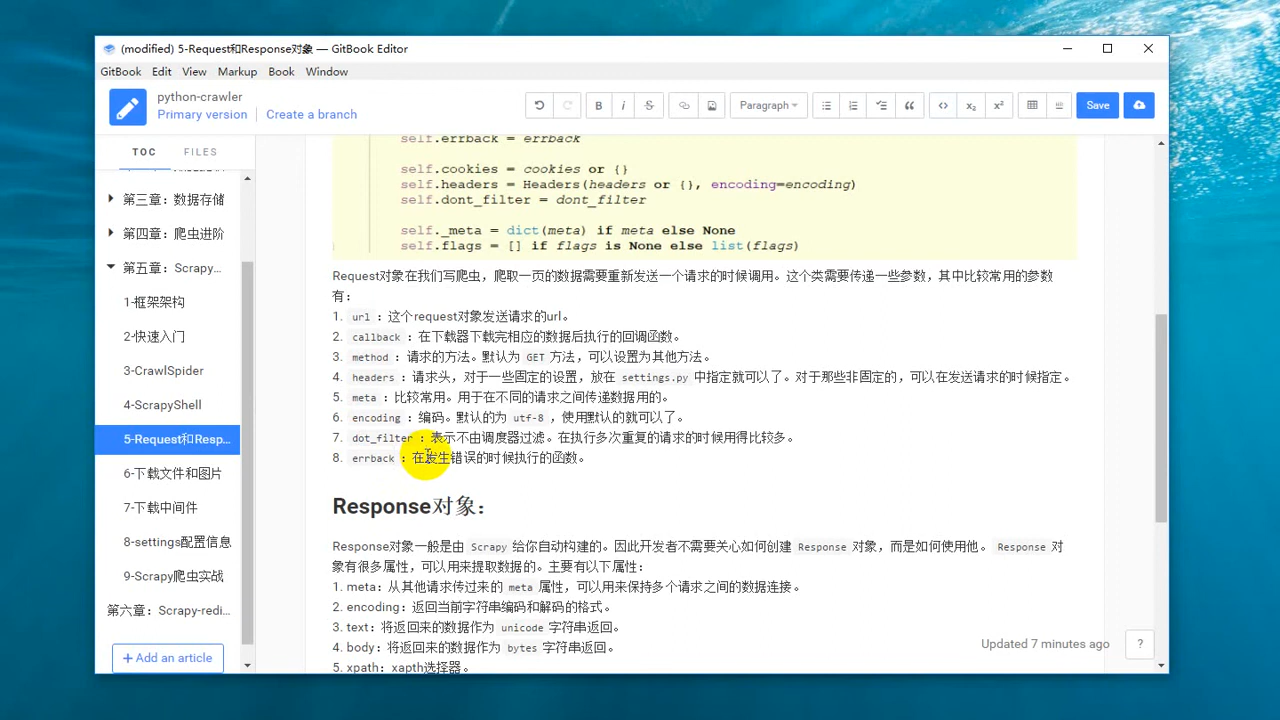 (modified) 5-Request和Response对象 — GitBook Editor
GitBook Edit View Markup Book Window
python-crawler
Primary version Create a branch
B i S Paragraph Save
TOC FILES
第三章：数据存储
第四章：爬虫进阶
第五章：Scrapy...
1-框架架构
2-快速入门
3-CrawlSpider
4-ScrapyShell
5-Request和Resp...
6-下载文件和图片
7-下载中间件
8-settings配置信息
9-Scrapy爬虫实战
第六章：Scrapy-redi...
+ Add an article
self.errback = errback
self.cookies = cookies or {}
self.headers = Headers(headers or {}, encoding=encoding)
self.dont_filter = dont_filter
self._meta = dict(meta) if meta else None
self.flags = [] if flags is None else list(flags)
Request对象在我们写爬虫，爬取一页的数据需要重新发送一个请求的时候调用。这个类需要传递一些参数，其中比较常用的参数
有：
1. url：这个request对象发送请求的url。
2. callback：在下载器下载完相应的数据后执行的回调函数。
3. method：请求的方法。默认为 GET 方法，可以设置为其他方法。
4. headers：请求头，对于一些固定的设置，放在 settings.py 中指定就可以了。对于那些非固定的，可以在发送请求的时候指定。
5. meta：比较常用。用于在不同的请求之间传递数据用的。
6. encoding：编码。默认的为 utf-8 ，使用默认的就可以了。
7. dot_filter：表示不由调度器过滤。在执行多次重复的请求的时候用得比较多。
8. errback：在发生错误的时候执行的函数。
Response对象：
Response对象一般是由 Scrapy 给你自动构建的。因此开发者不需要关心如何创建 Response 对象，而是如何使用他。 Response 对
象有很多属性，可以用来提取数据的。主要有以下属性：
1. meta：从其他请求传过来的 meta 属性，可以用来保持多个请求之间的数据连接。
2. encoding：返回当前字符串编码和解码的格式。
3. text：将返回来的数据作为 unicode 字符串返回。
4. body：将返回来的数据作为 bytes 字符串返回。
5. xpath：xapth选择器。
Updated 7 minutes ago
?